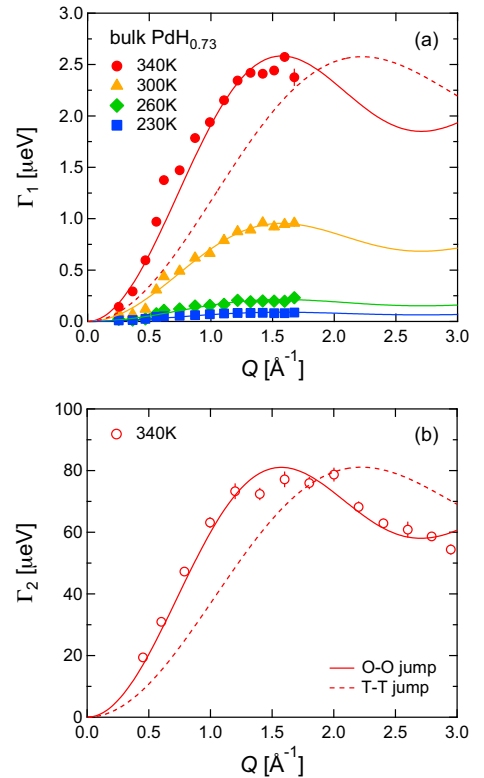 bulk PdH0.73
(a)
340K
300K
260K
230K
Γ1 [μeV]
3.0
2.5
2.0
1.5
1.0
0.5
0.0
0.0 0.5 1.0 1.5 2.0 2.5 3.0
Q [Å-1]
340K
(b)
Γ2 [μeV]
100
80
60
40
20
0
O-O jump
T-T jump
0.0 0.5 1.0 1.5 2.0 2.5 3.0
Q [Å-1]